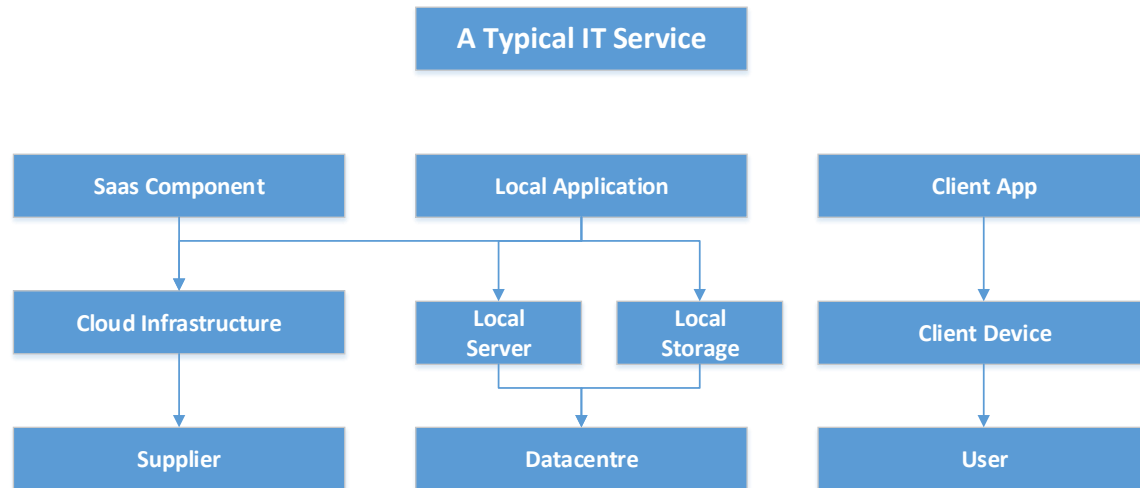 A Typical IT Service
Saas Component
Local Application
Client App
Cloud Infrastructure
Local
Server
Local
Storage
Client Device
Supplier
Datacentre
User